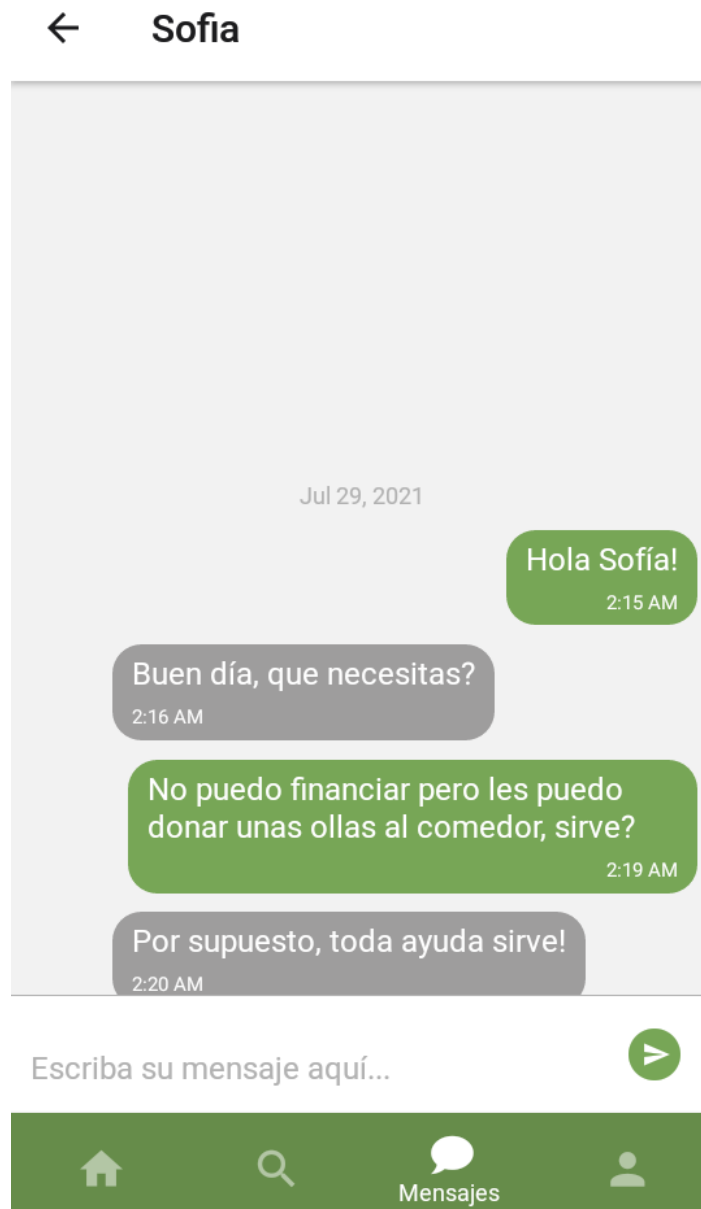 Sofia
Jul 29, 2021
Hola Sofía!
2:15 AM
Buen día, que necesitas?
2:16 AM
No puedo financiar pero les puedo
donar unas ollas al comedor, sirve?
2:19 AM
Por supuesto, toda ayuda sirve!
2:20 AM
Escriba su mensaje aquí...
Mensajes